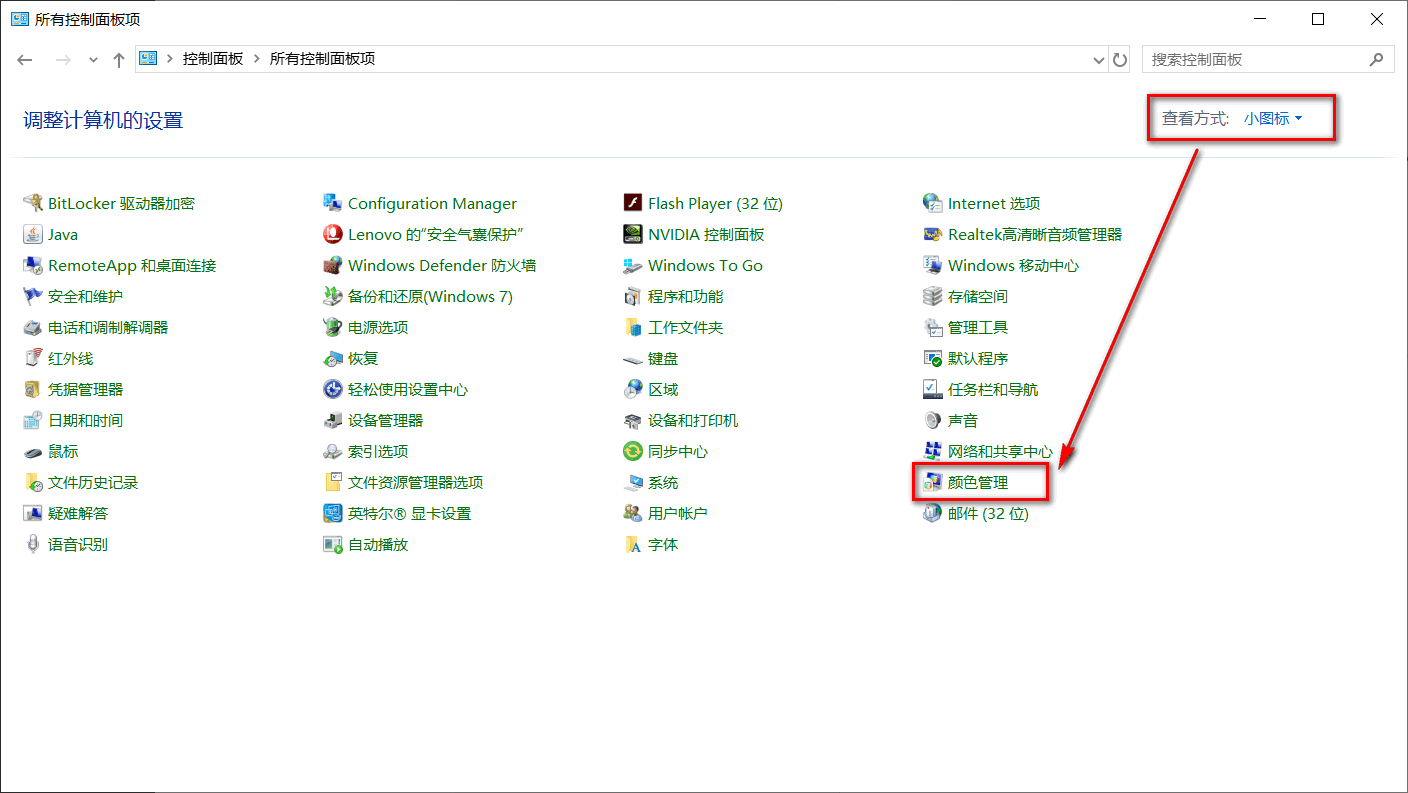 所有控制面板项
控制面板 所有控制面板项
搜索控制面板
调整计算机的设置
查看方式: 小图标
BitLocker 驱动器加密 Configuration Manager Flash Player (32 位) Internet 选项
Java Lenovo 的“安全气囊保护” NVIDIA 控制面板 Realtek高清晰音频管理器
RemoteApp 和桌面连接 Windows Defender 防火墙 Windows To Go Windows 移动中心
安全和维护 备份和还原(Windows 7) 程序和功能 存储空间
电话和调制解调器 电源选项 工作文件夹 管理工具
红外线 恢复 键盘 默认程序
凭据管理器 轻松使用设置中心 区域 任务栏和导航
日期和时间 设备管理器 设备和打印机 声音
鼠标 索引选项 同步中心 网络和共享中心
文件历史记录 文件资源管理器选项 系统 颜色管理
疑难解答 英特尔® 显卡设置 用户帐户 邮件 (32 位)
语音识别 自动播放 字体